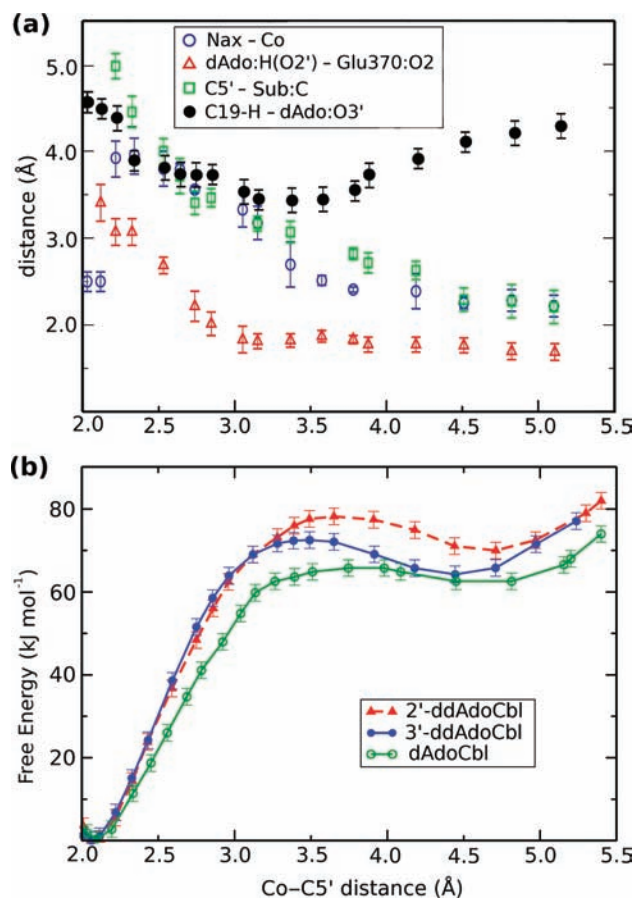 (a)
Nax – Co
dAdo:H(O2') – Glu370:O2
C5' – Sub:C
C19-H – dAdo:O3'
distance (Å)
5.0
4.0
3.0
2.0
2.0 2.5 3.0 3.5 4.0 4.5 5.0 5.5
(b)
Free Energy (kJ mol⁻¹)
80
60
40
20
2'-ddAdoCbl
3'-ddAdoCbl
dAdoCbl
2.0 2.5 3.0 3.5 4.0 4.5 5.0 5.5
Co–C5' distance (Å)